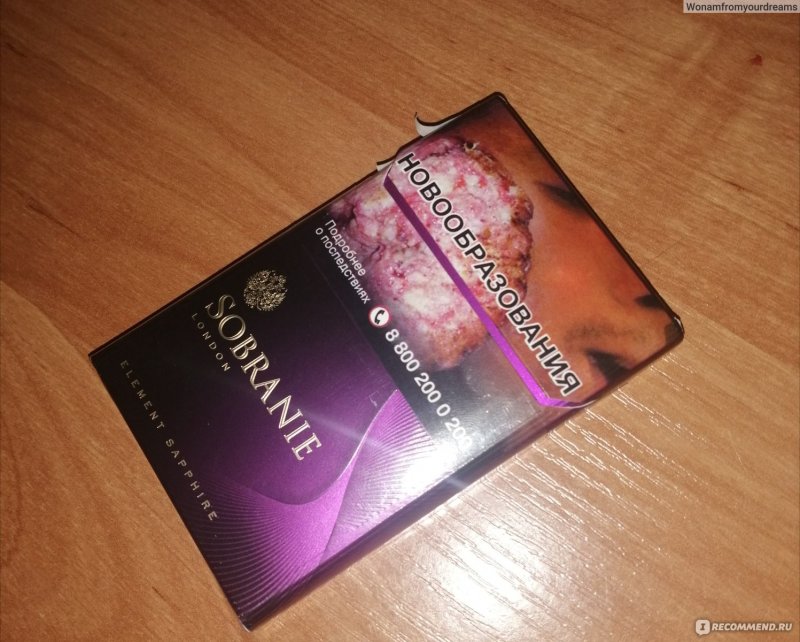 Wonamfromyourdreams
НОВООБРАЗОВАНИЯ
Подробнее
о последствиях
8 800 200 0 200
SOBRANIE
LONDON
ELEMENT SAPPHIRE
I RECOMMEND.RU